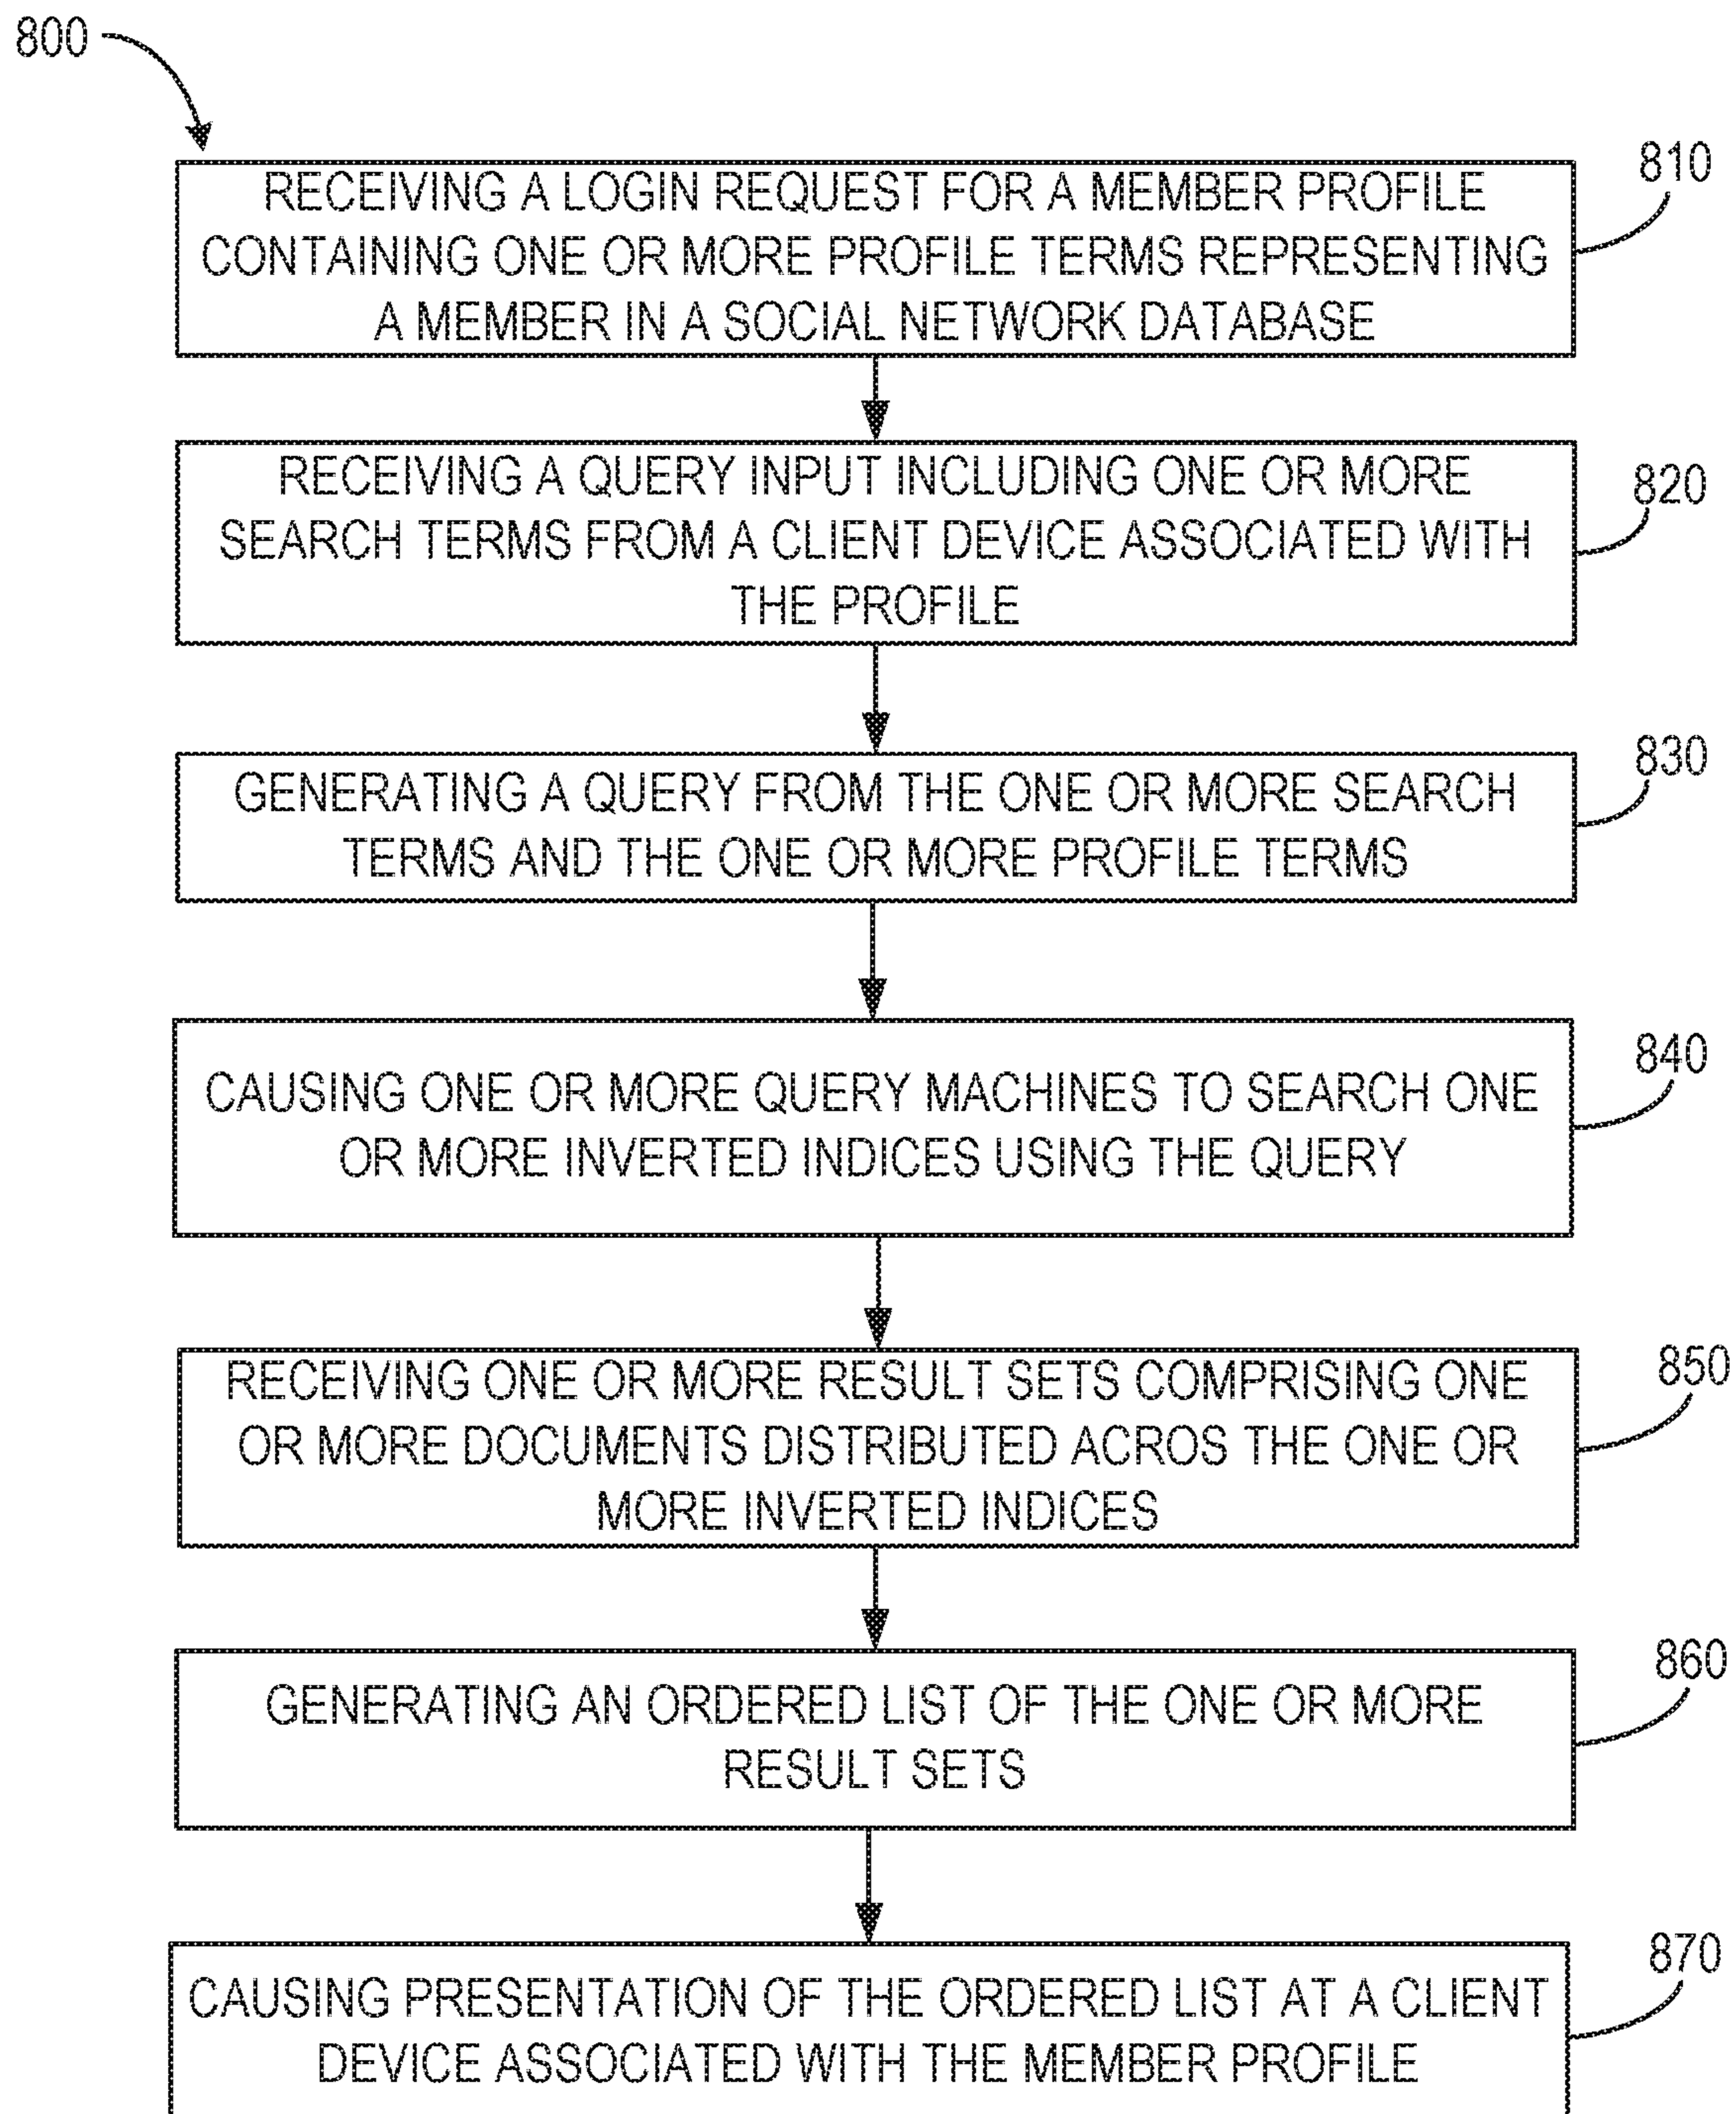 800
810
RECEIVING A LOGIN REQUEST FOR A MEMBER PROFILE
CONTAINING ONE OR MORE PROFILE TERMS REPRESENTING
A MEMBER IN A SOCIAL NETWORK DATABASE
820
RECEIVING A QUERY INPUT INCLUDING ONE OR MORE
SEARCH TERMS FROM A CLIENT DEVICE ASSOCIATED WITH
THE PROFILE
830
GENERATING A QUERY FROM THE ONE OR MORE SEARCH
TERMS AND THE ONE OR MORE PROFILE TERMS
840
CAUSING ONE OR MORE QUERY MACHINES TO SEARCH ONE
OR MORE INVERTED INDICES USING THE QUERY
850
RECEIVING ONE OR MORE RESULT SETS COMPRISING ONE
OR MORE DOCUMENTS DISTRIBUTED ACROS THE ONE OR
MORE INVERTED INDICES
860
GENERATING AN ORDERED LIST OF THE ONE OR MORE
RESULT SETS
870
CAUSING PRESENTATION OF THE ORDERED LIST AT A CLIENT
DEVICE ASSOCIATED WITH THE MEMBER PROFILE